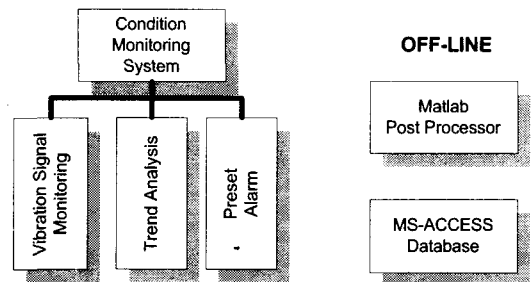 Condition
Monitoring
System
Vibration Signal
Monitoring
Trend Analysis
Preset
Alarm
OFF-LINE
Matlab
Post Processor
MS-ACCESS
Database